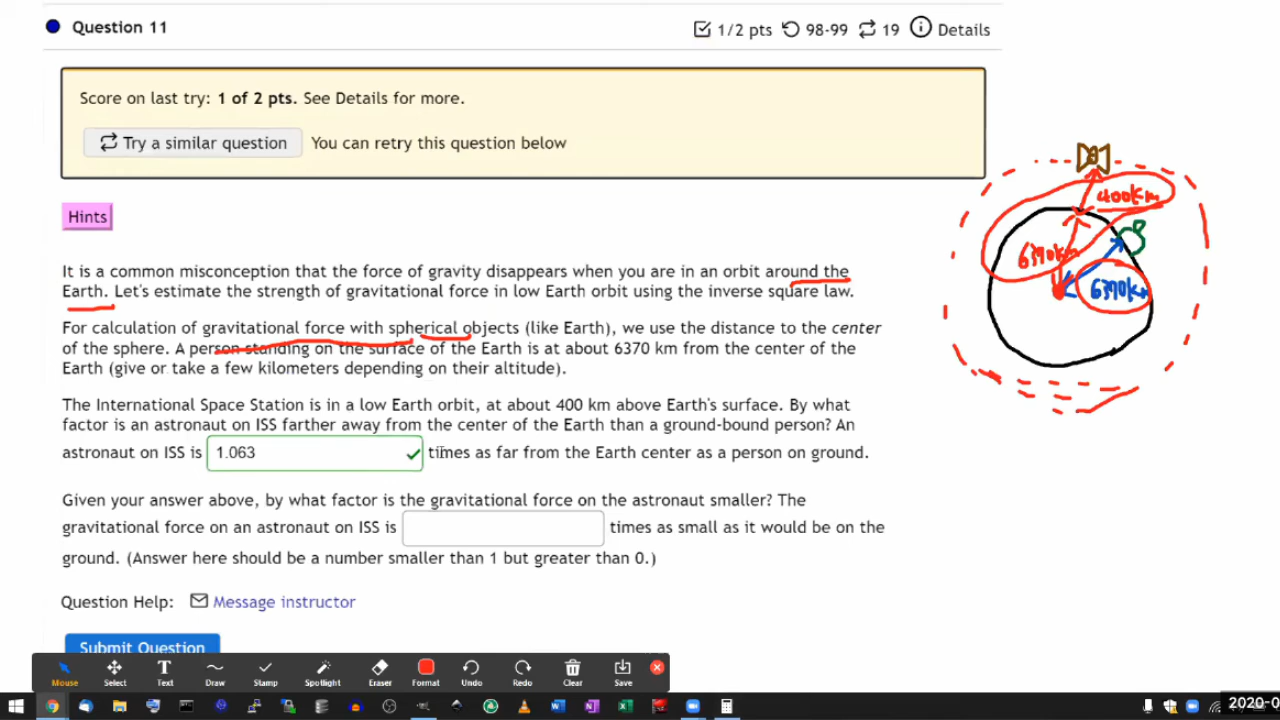 Question 11
1/2 pts 98-99 19 Details
Score on last try: 1 of 2 pts. See Details for more.
Try a similar question You can retry this question below
Hints
It is a common misconception that the force of gravity disappears when you are in an orbit around the
Earth. Let's estimate the strength of gravitational force in low Earth orbit using the inverse square law.
For calculation of gravitational force with spherical objects (like Earth), we use the distance to the center
of the sphere. A person standing on the surface of the Earth is at about 6370 km from the center of the
Earth (give or take a few kilometers depending on their altitude).
The International Space Station is in a low Earth orbit, at about 400 km above Earth's surface. By what
factor is an astronaut on ISS farther away from the center of the Earth than a ground-bound person? An
astronaut on ISS is 1.063 times as far from the Earth center as a person on ground.
Given your answer above, by what factor is the gravitational force on the astronaut smaller? The
gravitational force on an astronaut on ISS is times as small as it would be on the
ground. (Answer here should be a number smaller than 1 but greater than 0.)
Question Help: Message instructor
Submit Question
400km
6370km
6370km
Mouse Select Text Draw Stamp Spotlight Eraser Format Undo Redo Clear Save
2020-0